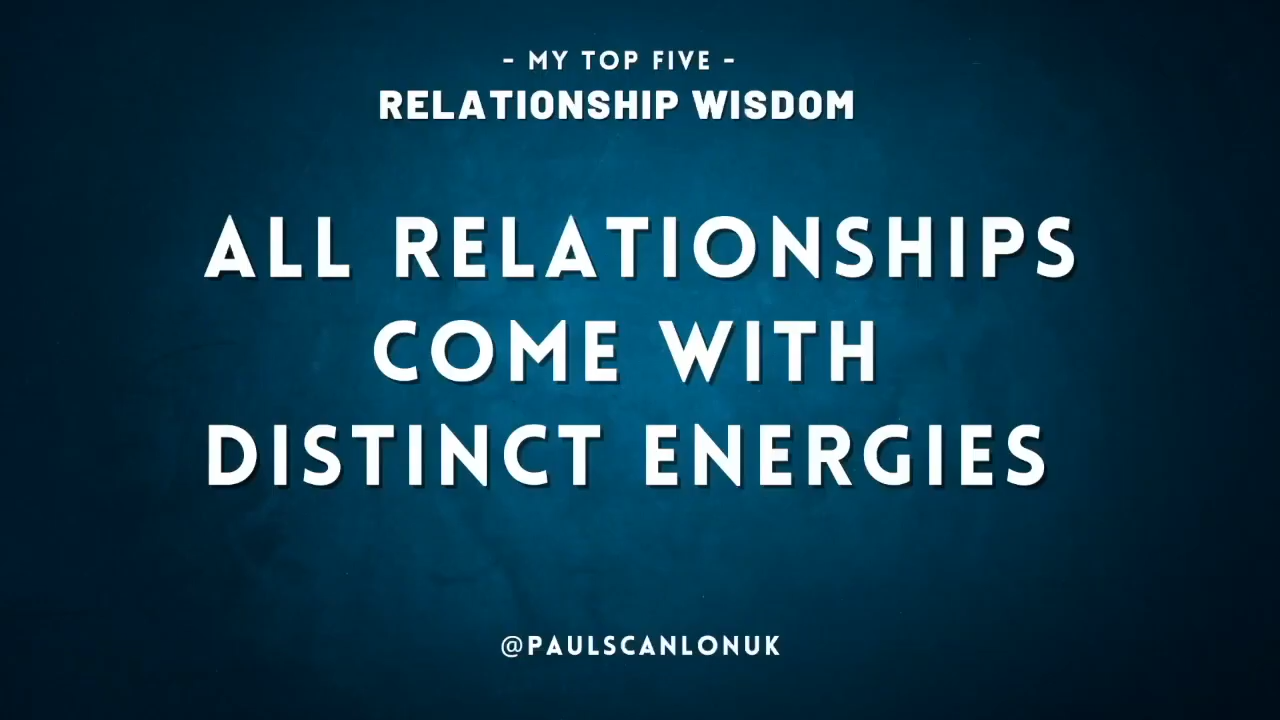 - MY TOP FIVE -
RELATIONSHIP WISDOM
ALL RELATIONSHIPS
COME WITH
DISTINCT ENERGIES
@PAULSCANLONUK